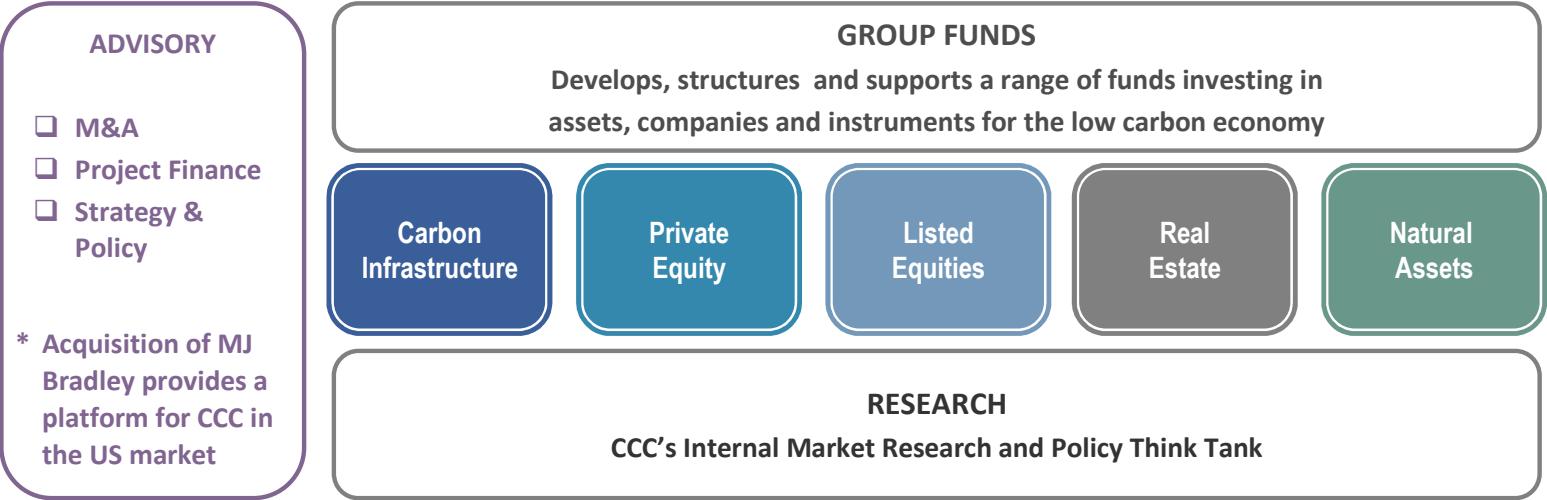 ADVISORY
❑ M&A
❑ Project Finance
❑ Strategy &
Policy
* Acquisition of MJ
Bradley provides a
platform for CCC in
the US market
GROUP FUNDS
Develops, structures and supports a range of funds investing in
assets, companies and instruments for the low carbon economy
Carbon
Infrastructure
Private
Equity
Listed
Equities
Real
Estate
Natural
Assets
RESEARCH
CCC’s Internal Market Research and Policy Think Tank